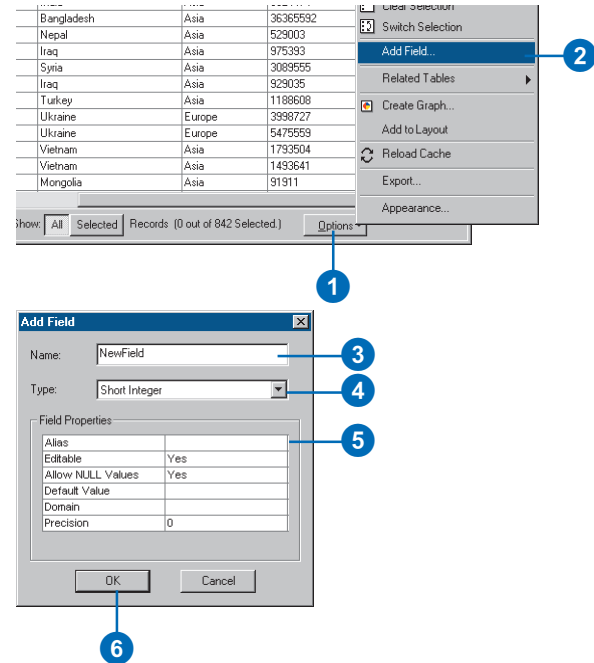 Clear Selection
Bangladesh Asia 36365592
Switch Selection
Nepal Asia 529003
Iraq Asia 975393
Add Field... 2
Syria Asia 3089555
Iraq Asia 929035
Related Tables
Turkey Asia 1188608
Ukraine Europe 3998727
Create Graph...
Ukraine Europe 5475559
Add to Layout
Vietnam Asia 1793504
Vietnam Asia 1493641
Reload Cache
Mongolia Asia 91911
Export...
Appearance...
Show: All Selected Records (0 out of 842 Selected.) Options
1
Add Field
Name: NewField 3
Type: Short Integer 4
Field Properties
Alias 5
Editable Yes
Allow NULL Values Yes
Default Value
Domain
Precision 0
OK Cancel
6